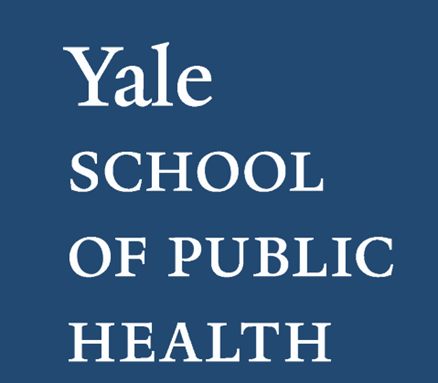 Yale
SCHOOL
OF PUBLIC
HEALTH